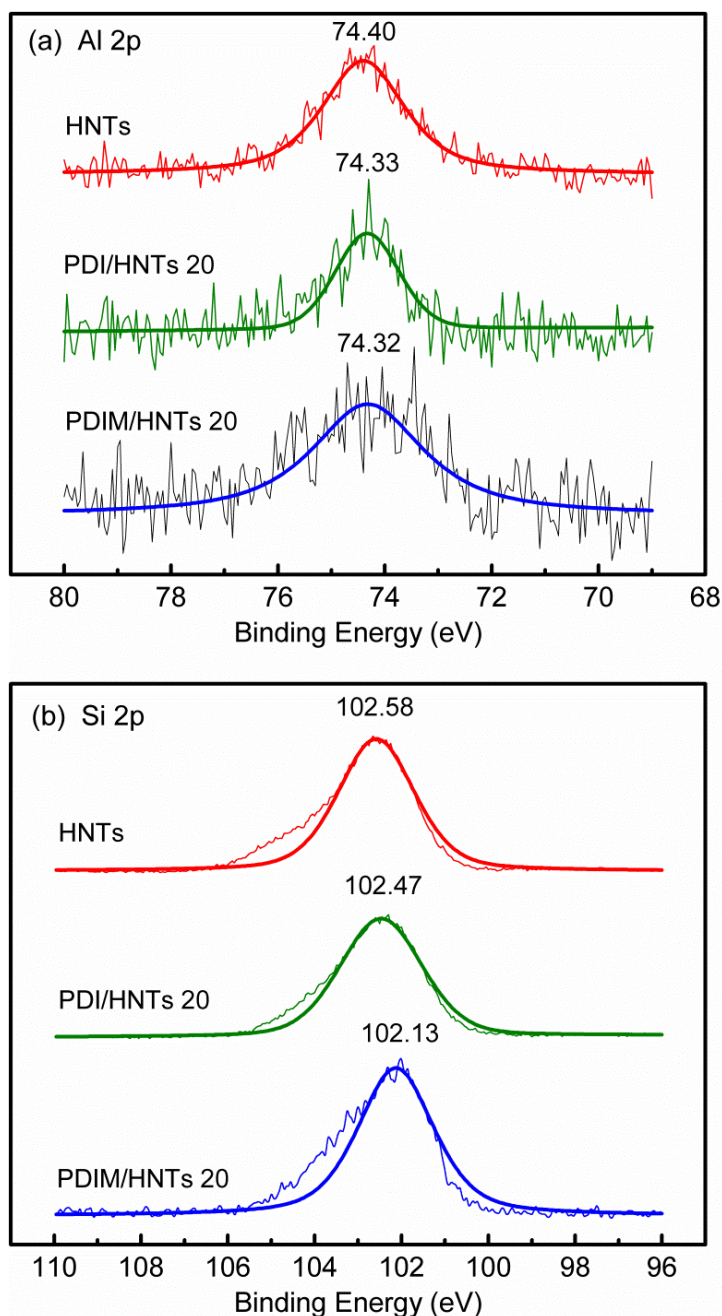 (a) Al 2p
74.40
HNTs
74.33
PDI/HNTs 20
74.32
PDIM/HNTs 20
80 78 76 74 72 70 68
Binding Energy (eV)
(b) Si 2p
102.58
HNTs
102.47
PDI/HNTs 20
102.13
PDIM/HNTs 20
110 108 106 104 102 100 98 96
Binding Energy (eV)